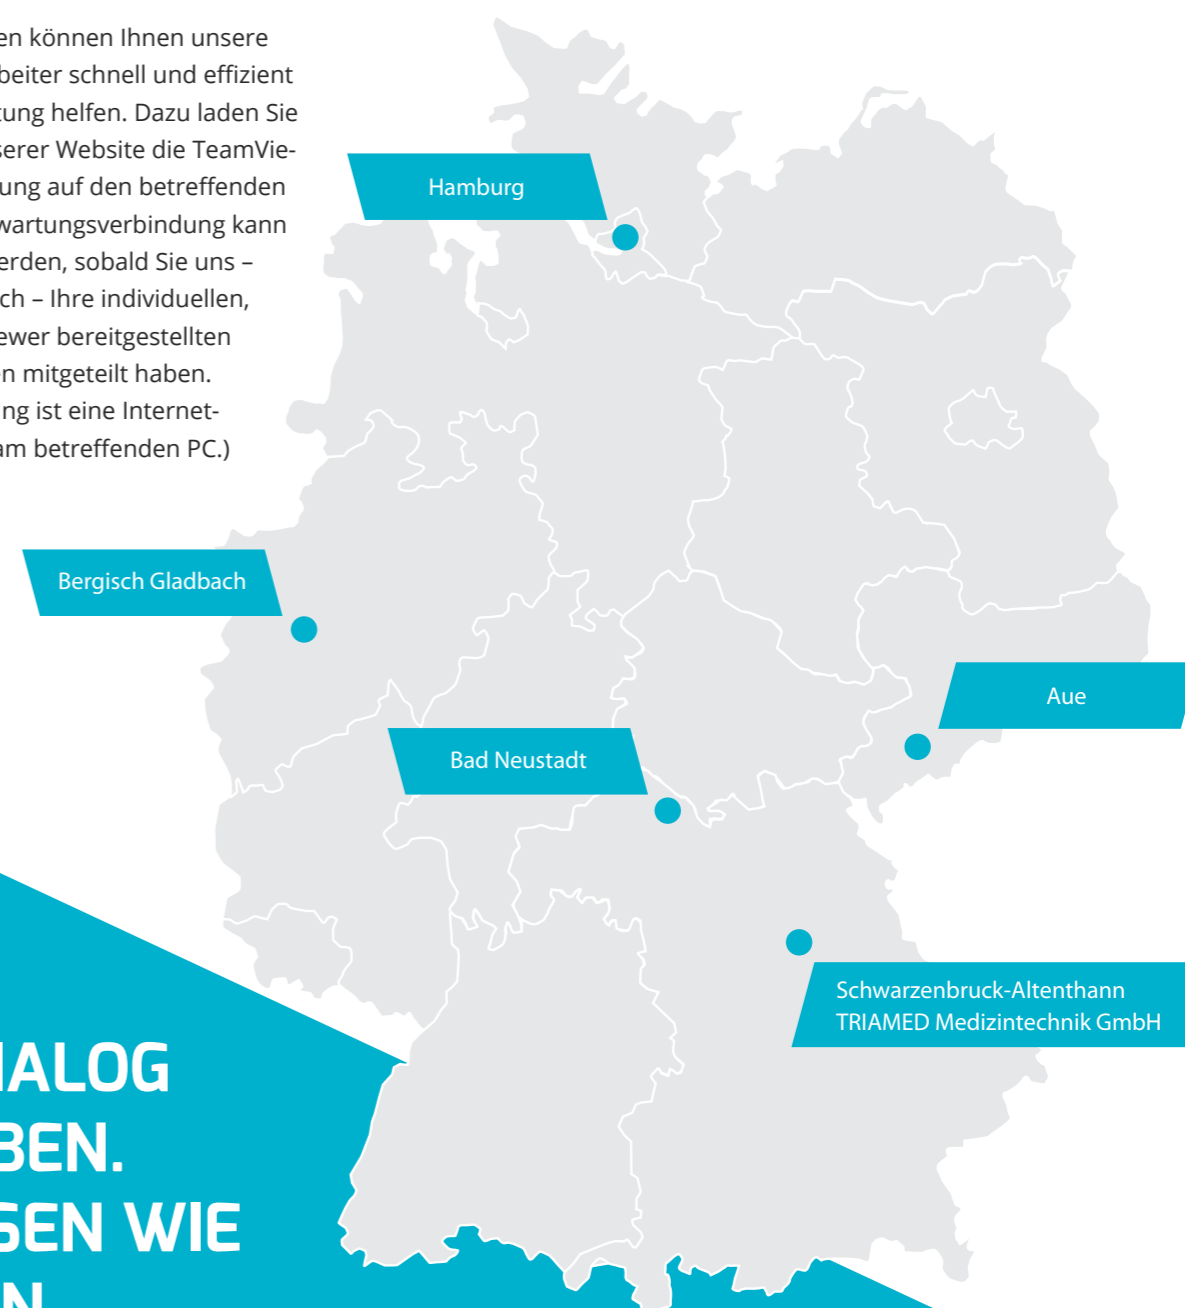 en können Ihnen unsere
beiter schnell und effizient
tung helfen. Dazu laden Sie
serer Website die TeamVie-
ung auf den betreffenden
wartungsverbindung kann
erden, sobald Sie uns –
ch – Ihre individuellen,
ewer bereitgestellten
en mitgeteilt haben.
ng ist eine Internet-
am betreffenden PC.)
Hamburg
Bergisch Gladbach
Aue
Bad Neustadt
Schwarzenbruck-Altenthann
TRIAMED Medizintechnik GmbH
IALOG
BEN.
SEN WIE
N